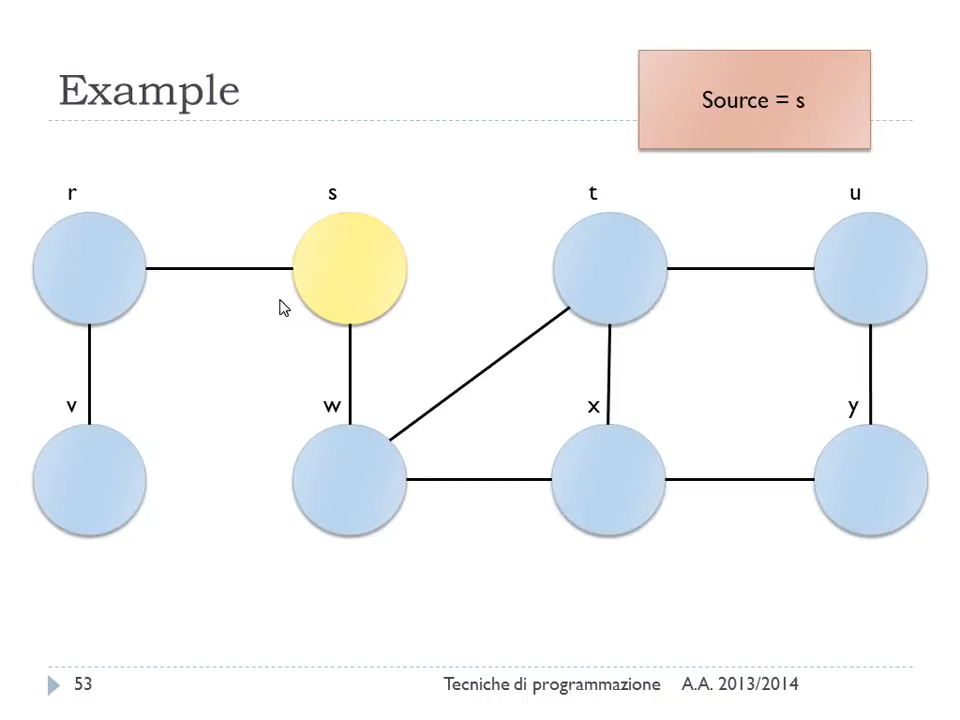 Example
Source = s
r s t u
v w x y
53 Tecniche di programmazione A.A. 2013/2014